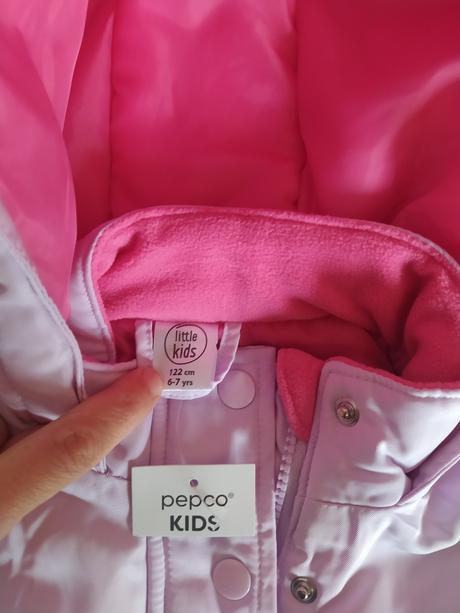 little
kids
122 cm
6-7 yrs
pepco®
KIDS